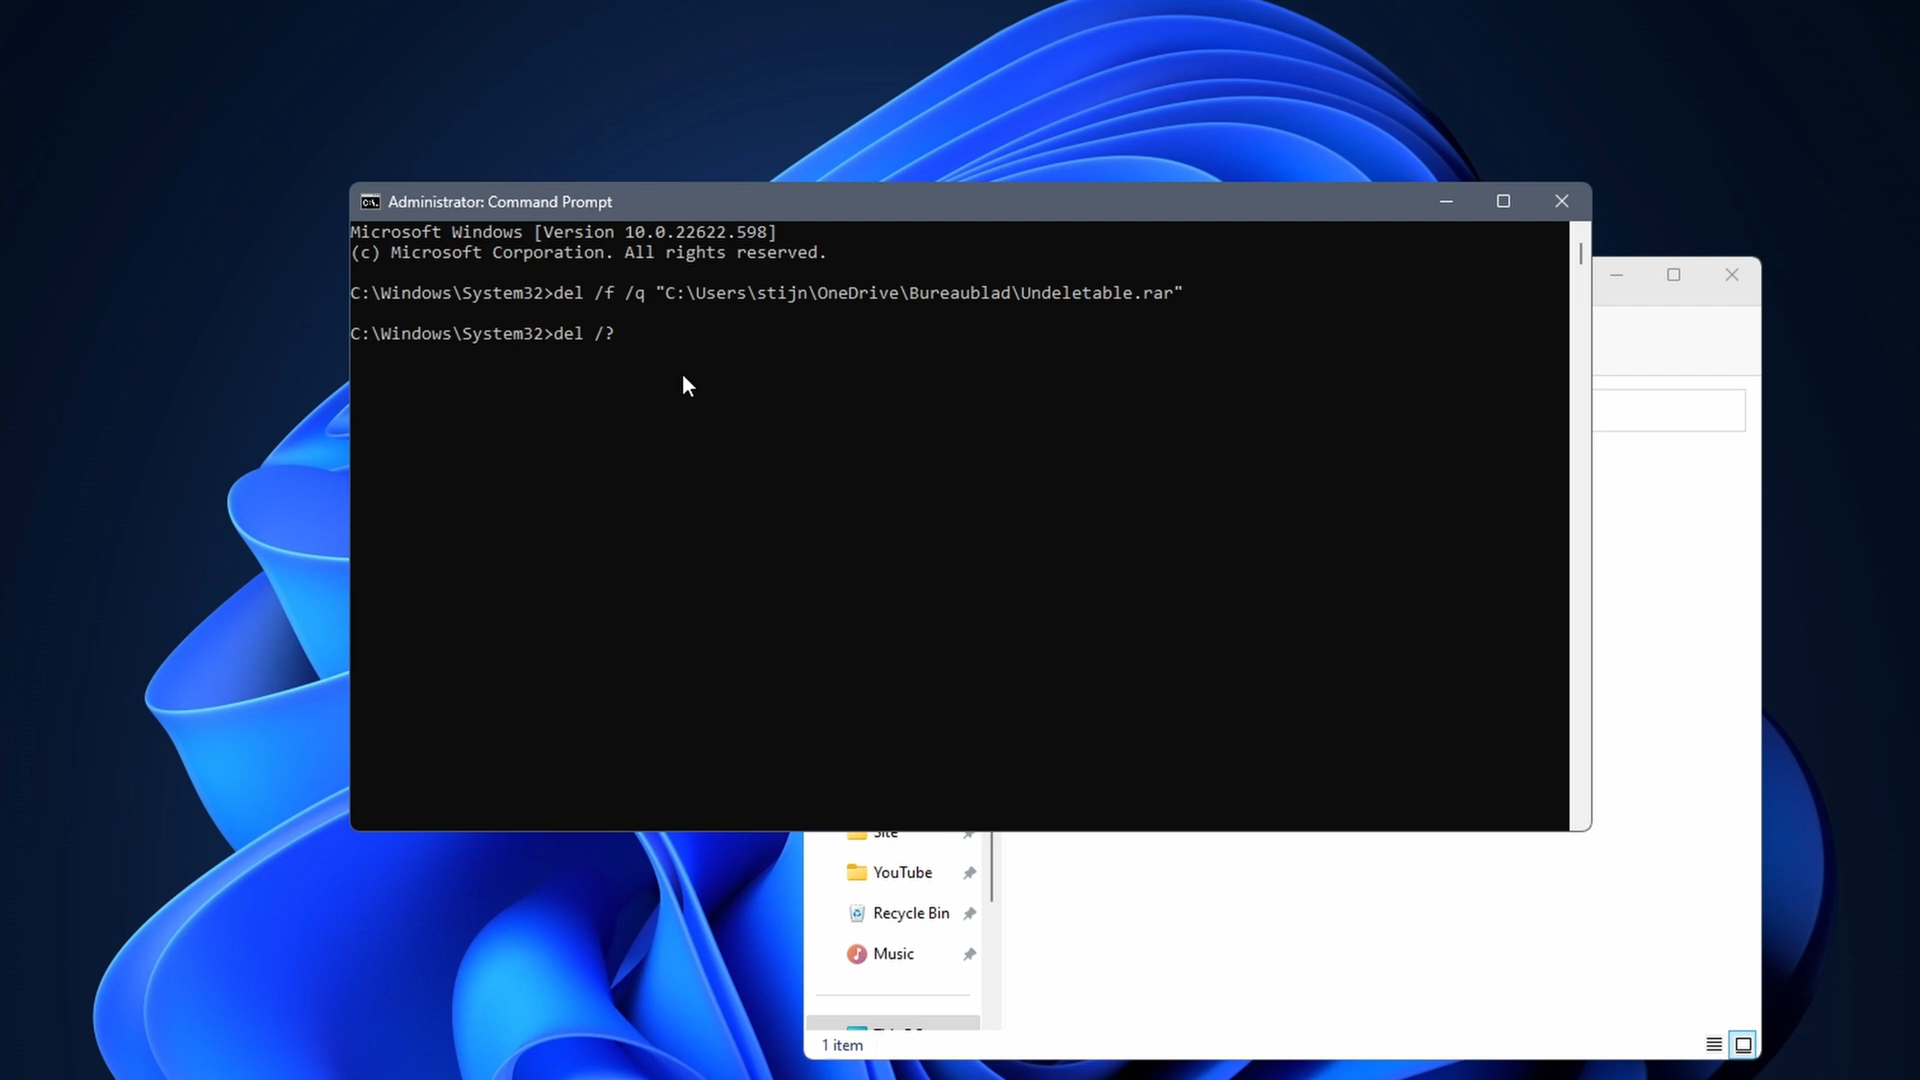 Administrator: Command Prompt
Microsoft Windows [Version 10.0.22622.598]
(c) Microsoft Corporation. All rights reserved.
C:\Windows\System32>del /f /q "C:\Users\stijn\OneDrive\Bureaublad\Undeletable.rar"
C:\Windows\System32>del /?
Site
YouTube
Recycle Bin
Music
1 item